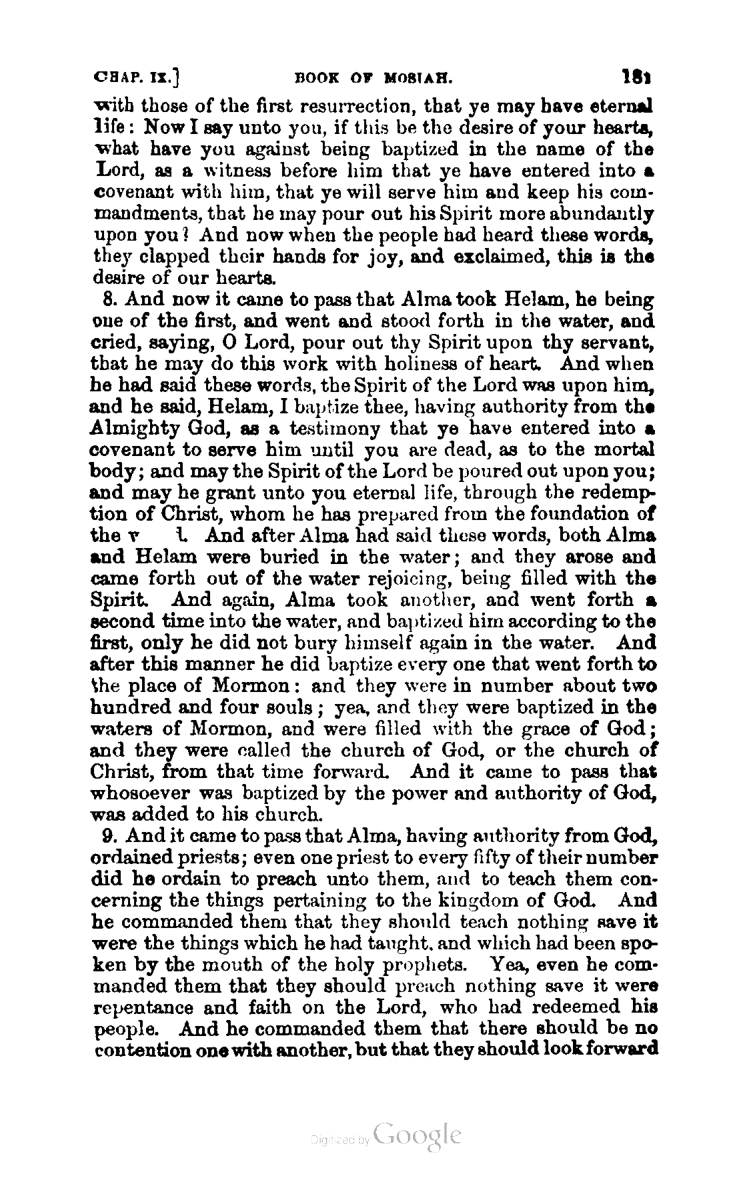 CHAP. IX.] BOOK OF MOSIAH. 181
with those of the first resurrection, that ye may have eternal
life: Now I say unto you, if this be the desire of your hearts,
what have you against being baptized in the name of the
Lord, as a witness before him that ye have entered into a
covenant with him, that ye will serve him and keep his com-
mandments, that he may pour out his Spirit more abundantly
upon you? And now when the people had heard these words,
they clapped their hands for joy, and exclaimed, this is the
desire of our hearts.
8. And now it came to pass that Alma took Helam, he being
one of the first, and went and stood forth in the water, and
cried, saying, O Lord, pour out thy Spirit upon thy servant,
that he may do this work with holiness of heart. And when
he had said these words, the Spirit of the Lord was upon him,
and he said, Helam, I baptize thee, having authority from the
Almighty God, as a testimony that ye have entered into a
covenant to serve him until you are dead, as to the mortal
body; and may the Spirit of the Lord be poured out upon you;
and may he grant unto you eternal life, through the redemp-
tion of Christ, whom he has prepared from the foundation of
the And after Alma had said these words, both Alma
and Helam were buried in the water; and they arose and
came forth out of the water rejoicing, being filled with the
Spirit. And again, Alma took another, and went forth a
second time into the water, and baptized him according to the
first, only he did not bury himself again in the water. And
after this manner he did baptize every one that went forth to
the place of Mormon: and they were in number about two
hundred and four souls; yea, and they were baptized in the
waters of Mormon, and were filled with the grace of God;
and they were called the church of God, or the church of
Christ, from that time forward. And it came to pass that
whosoever was baptized by the power and authority of God,
was added to his church.
9. And it came to pass that Alma, having authority from God,
ordained priests; even one priest to every fifty of their number
did he ordain to preach unto them, and to teach them con-
cerning the things pertaining to the kingdom of God. And
he commanded them that they should teach nothing save it
were the things which he had taught, and which had been spo-
ken by the mouth of the holy prophets. Yea, even he com-
manded them that they should preach nothing save it were
repentance and faith on the Lord, who had redeemed his
people. And he commanded them that there should be no
contention one with another, but that they should look forward
Digitized by Google